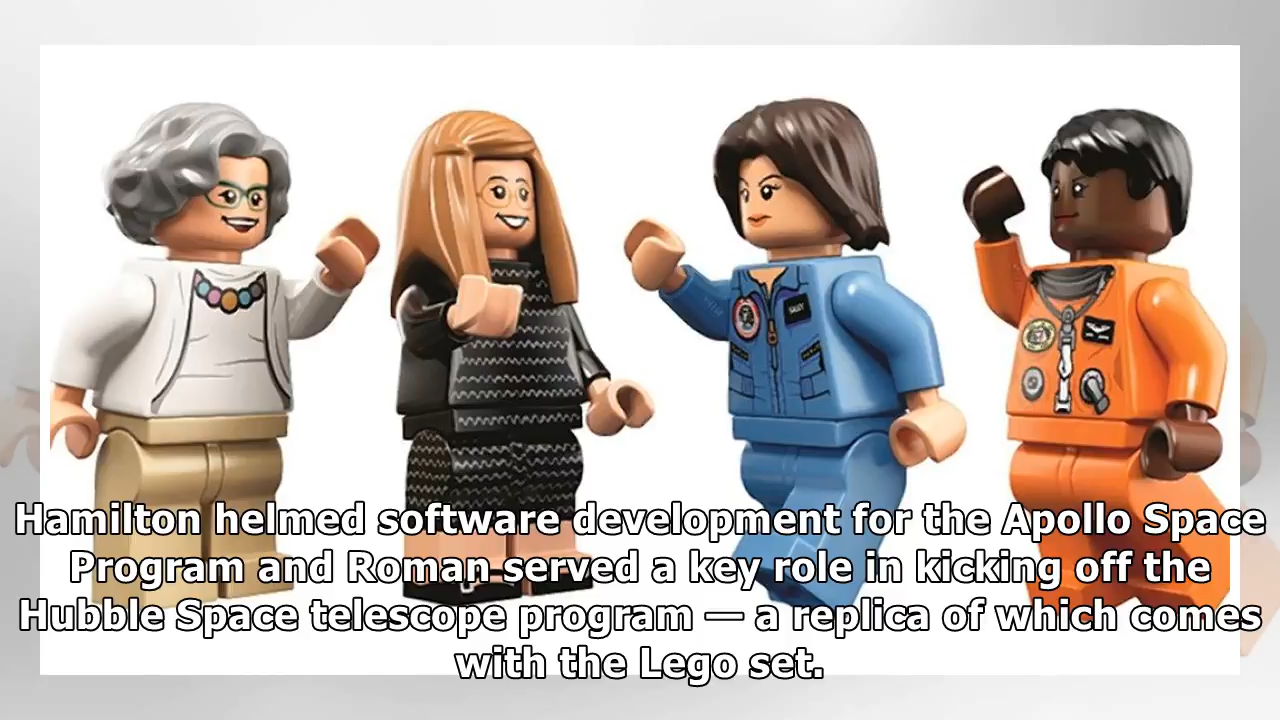 SALLY
Hamilton helmed software development for the Apollo Space
Program and Roman served a key role in kicking off the
Hubble Space telescope program — a replica of which comes
with the Lego set.